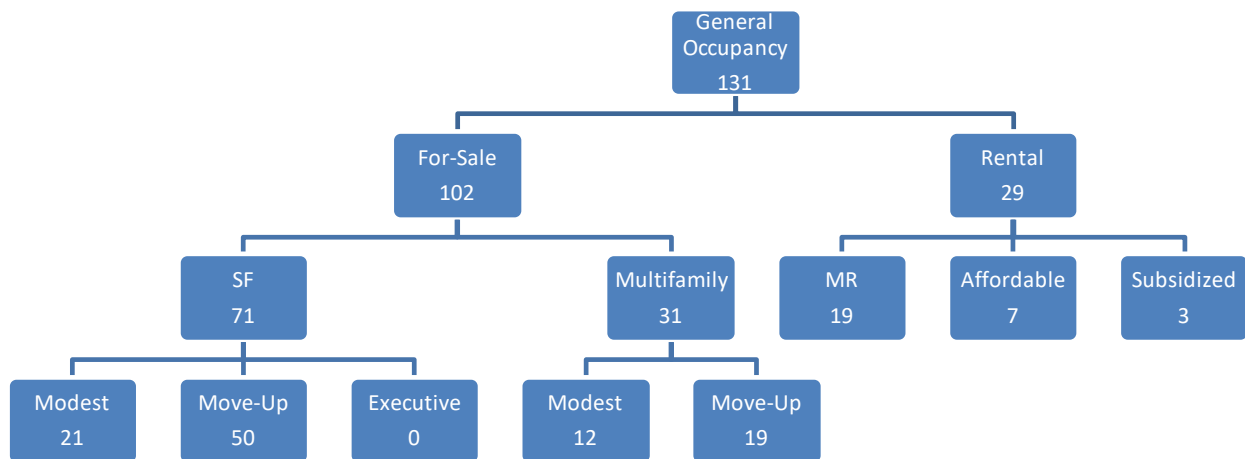 General
Occupancy
131
For-Sale
102
Rental
29
SF
71
Multifamily
31
MR
19
Affordable
7
Subsidized
3
Modest
21
Move-Up
50
Executive
0
Modest
12
Move-Up
19